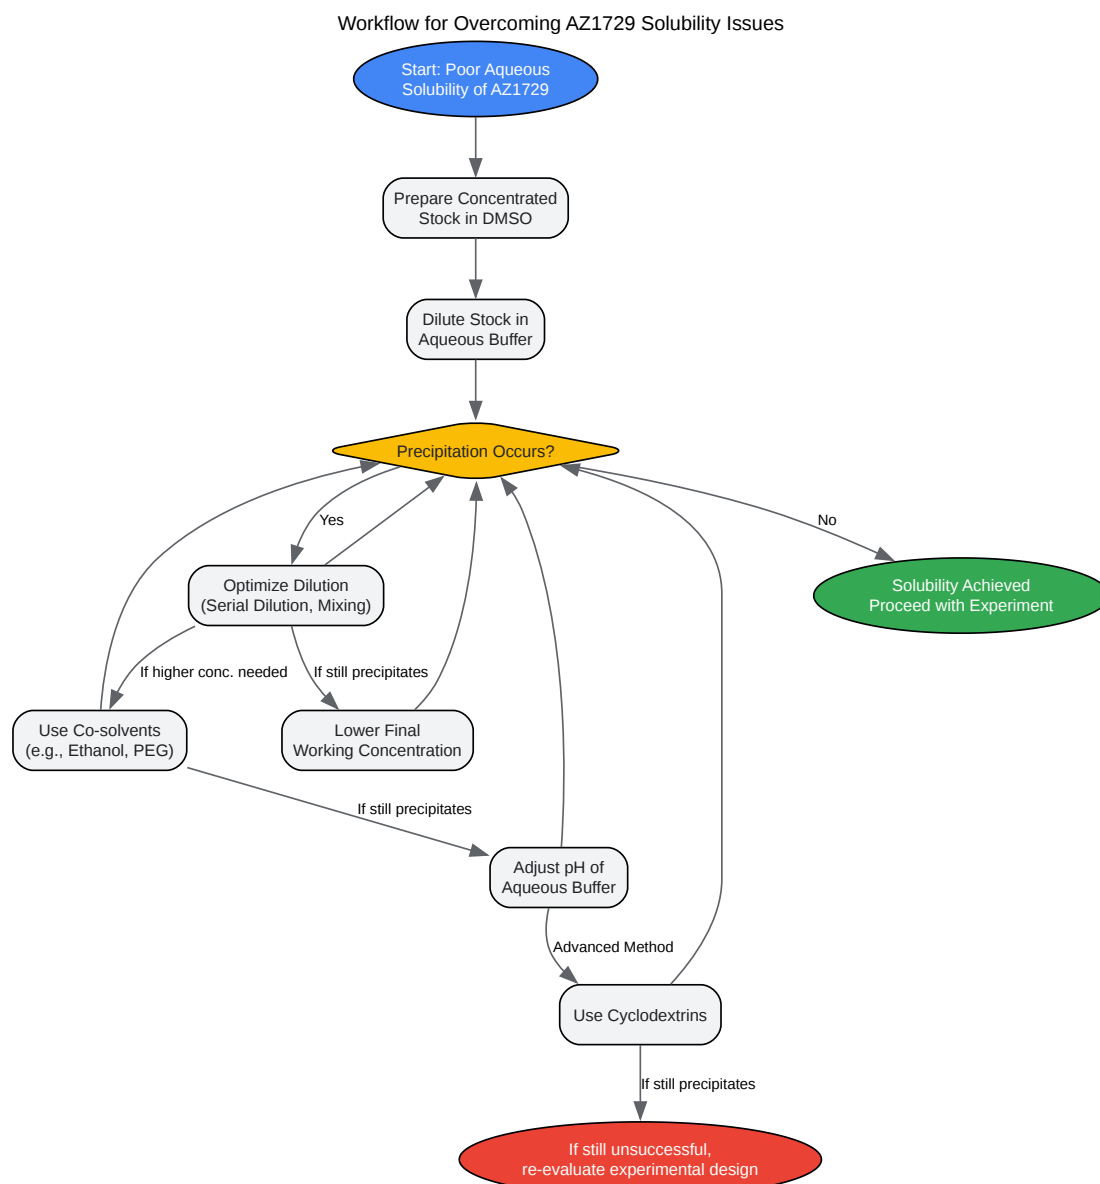 Workflow for Overcoming AZ1729 Solubility Issues
Start: Poor Aqueous
Solubility of AZ1729
Prepare Concentrated
Stock in DMSO
Dilute Stock in
Aqueous Buffer
Precipitation Occurs?
Yes
No
Optimize Dilution
(Serial Dilution, Mixing)
Solubility Achieved
Proceed with Experiment
If higher conc. needed
If still precipitates
Use Co-solvents
(e.g., Ethanol, PEG)
Lower Final
Working Concentration
If still precipitates
Adjust pH of
Aqueous Buffer
Advanced Method
Use Cyclodextrins
If still precipitates
If still unsuccessful,
re-evaluate experimental design